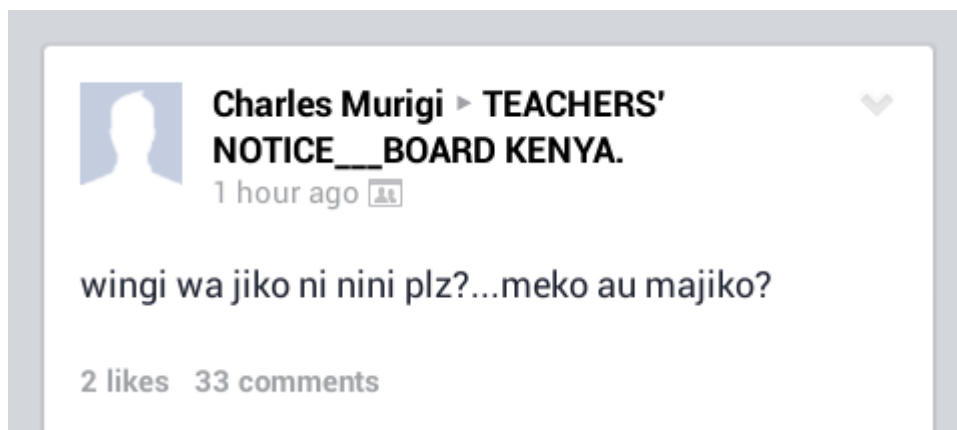 Charles Murigi ▸ TEACHERS'
NOTICE___BOARD KENYA.
1 hour ago
wingi wa jiko ni nini plz?...meko au majiko?
2 likes 33 comments